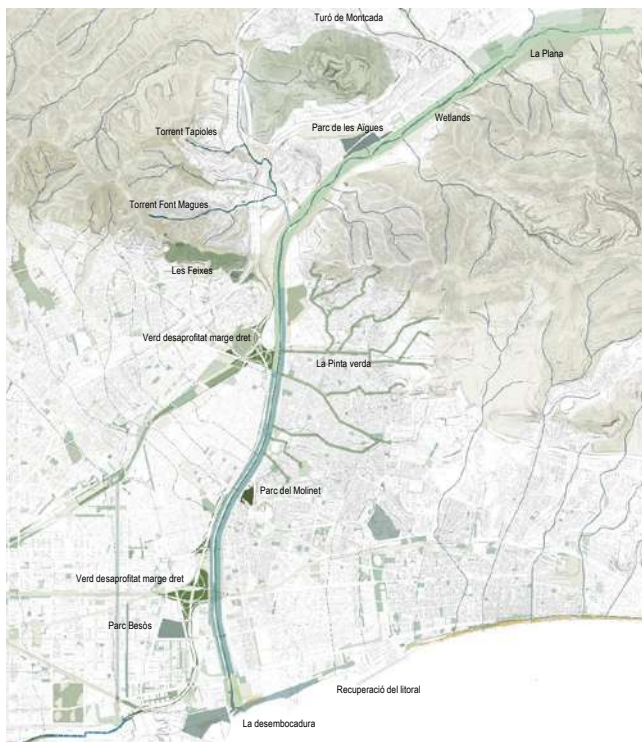 Turó de Montcada
La Plana
Wetlands
Parc de les Aïgues
Torrent Tapioles
Torrent Font Magues
Les Feixes
Verd desaprofitat marge dret
La Pinta verda
Parc del Molinet
Verd desaprofitat marge dret
Parc Besòs
Recuperació del litoral
La desembocadura